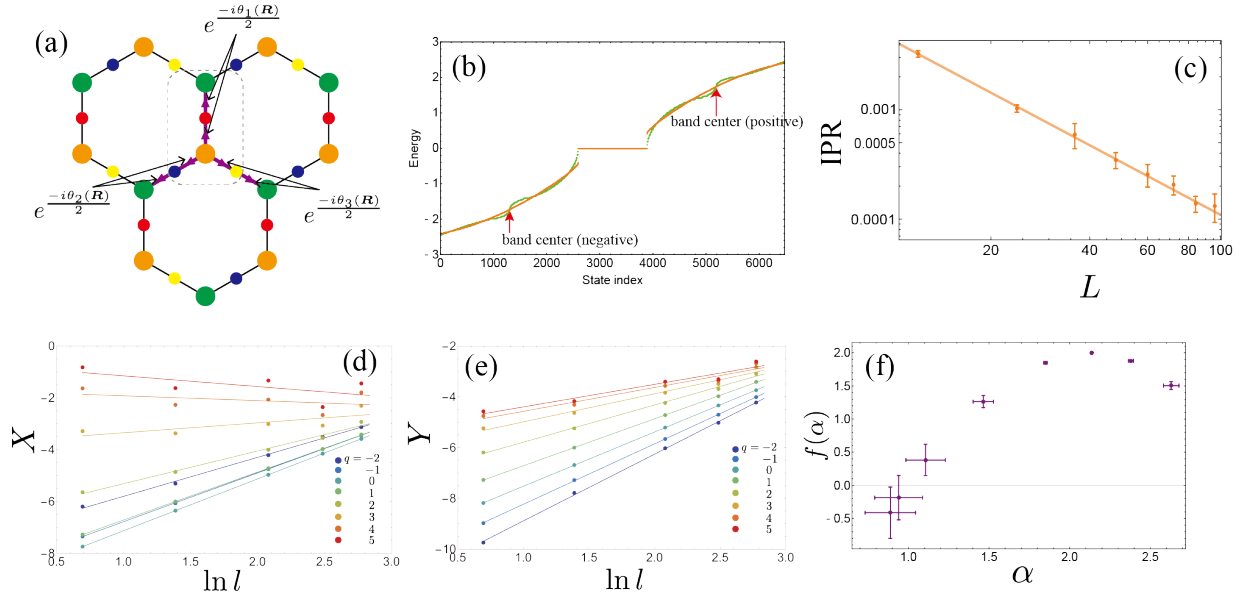 (a)
e^{\frac{-iθ_1(R)}{2}}
e^{\frac{-iθ_2(R)}{2}}
e^{\frac{-iθ_3(R)}{2}}
(b)
3
2
1
0
- 1
- 2
- 3
Energy
band center (positive)
band center (negative)
0 1000 2000 3000 4000 5000 6000
State index
(c)
0.001
0.0005
0.0001
IPR
20 40 60 80 100
L
(d)
0
−2
−4
−6
−8
X
q = −2
−1
0
1
2
3
4
5
0.5 1.0 1.5 2.0 2.5 3.0
ln l
(e)
−2
−4
−6
−8
−10
Y
q = −2
−1
0
1
2
3
4
5
0.5 1.0 1.5 2.0 2.5 3.0
ln l
(f)
2.0
1.5
1.0
0.5
0.0
- 0.5
f(α)
1.0 1.5 2.0 2.5
α